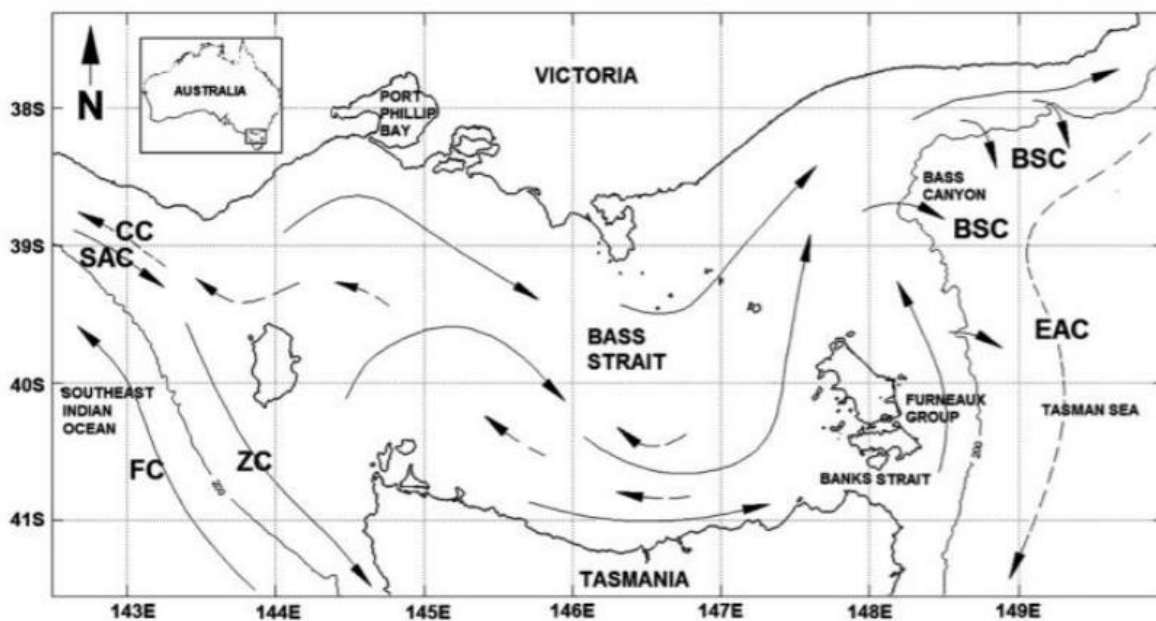 N
AUSTRALIA
VICTORIA
PORT
PHILLIP
BAY
38S
39S
40S
41S
CC
SAC
BSC
BASS
CANYON
BSC
BASS
STRAIT
EAC
SOUTHEAST
INDIAN
OCEAN
FURNEAUX
GROUP
TASMAN SEA
FC
ZC
200
BANKS STRAIT
200
TASMANIA
143E
144E
145E
146E
147E
148E
149E